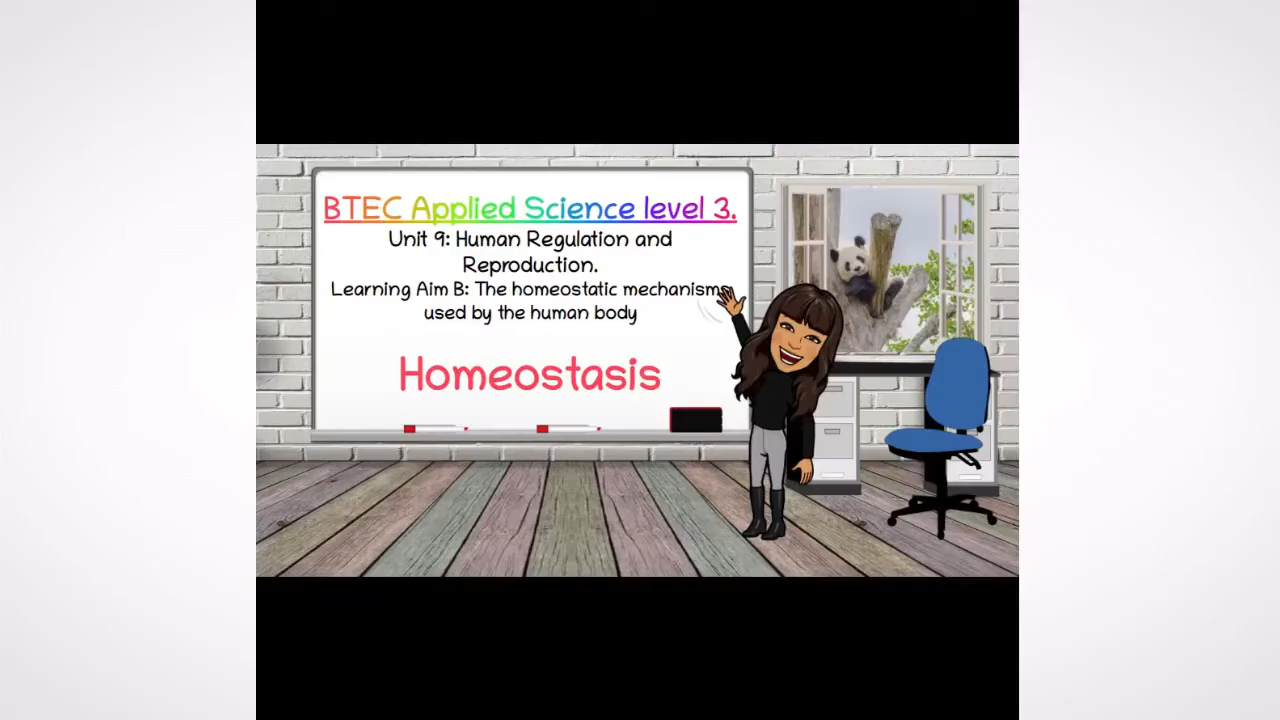 BTEC Applied Science level 3.
Unit 9: Human Regulation and
Reproduction.
Learning Aim B: The homeostatic mechanisms
used by the human body
Homeostasis